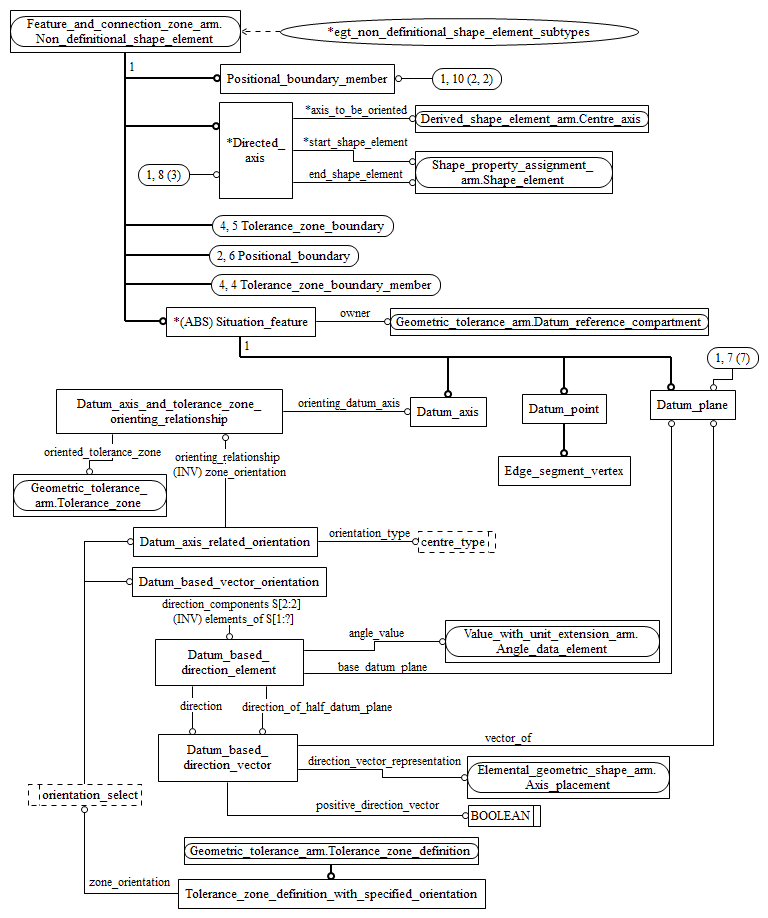 Feature_and_connection_zone_arm.
Non_definitional_shape_element
*egt_non_definitional_shape_element_subtypes
1
Positional_boundary_member
1, 10 (2, 2)
*Directed_
axis
*axis_to_be_oriented
Derived_shape_element_arm.Centre_axis
*start_shape_element
Shape_property_assignment_
arm.Shape_element
end_shape_element
1, 8 (3)
4, 5 Tolerance_zone_boundary
2, 6 Positional_boundary
4, 4 Tolerance_zone_boundary_member
*(ABS) Situation_feature
owner
Geometric_tolerance_arm.Datum_reference_compartment
1
1, 7 (7)
Datum_axis_and_tolerance_zone_
orienting_relationship
orienting_datum_axis
Datum_axis
Datum_point
Datum_plane
oriented_tolerance_zone
orienting_relationship
(INV) zone_orientation
Edge_segment_vertex
Geometric_tolerance_
arm.Tolerance_zone
Datum_axis_related_orientation
orientation_type
centre_type
Datum_based_vector_orientation
direction_components S[2:2]
(INV) elements_of S[1:?]
Datum_based_
direction_element
angle_value
Value_with_unit_extension_arm.
Angle_data_element
base_datum_plane
direction
direction_of_half_datum_plane
Datum_based_
direction_vector
vector_of
direction_vector_representation
Elemental_geometric_shape_arm.
Axis_placement
positive_direction_vector
BOOLEAN
orientation_select
Geometric_tolerance_arm.Tolerance_zone_definition
zone_orientation
Tolerance_zone_definition_with_specified_orientation